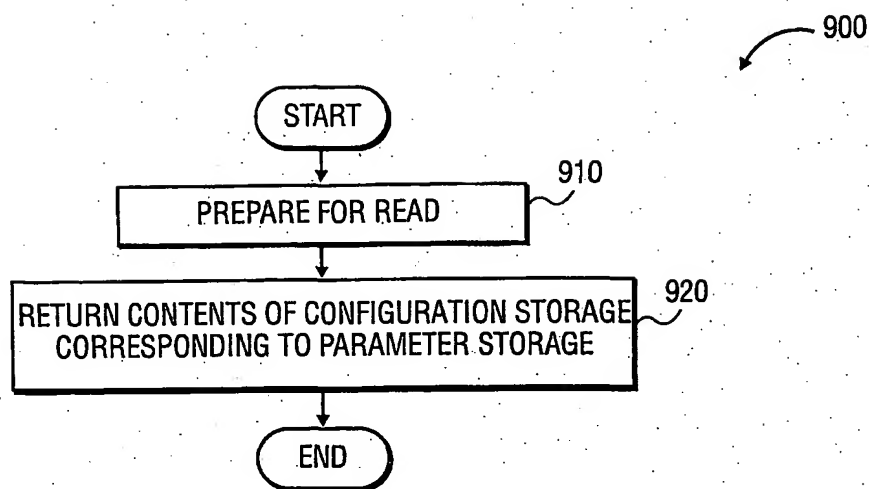 900
START
910
PREPARE FOR READ
920
RETURN CONTENTS OF CONFIGURATION STORAGE
CORRESPONDING TO PARAMETER STORAGE
END